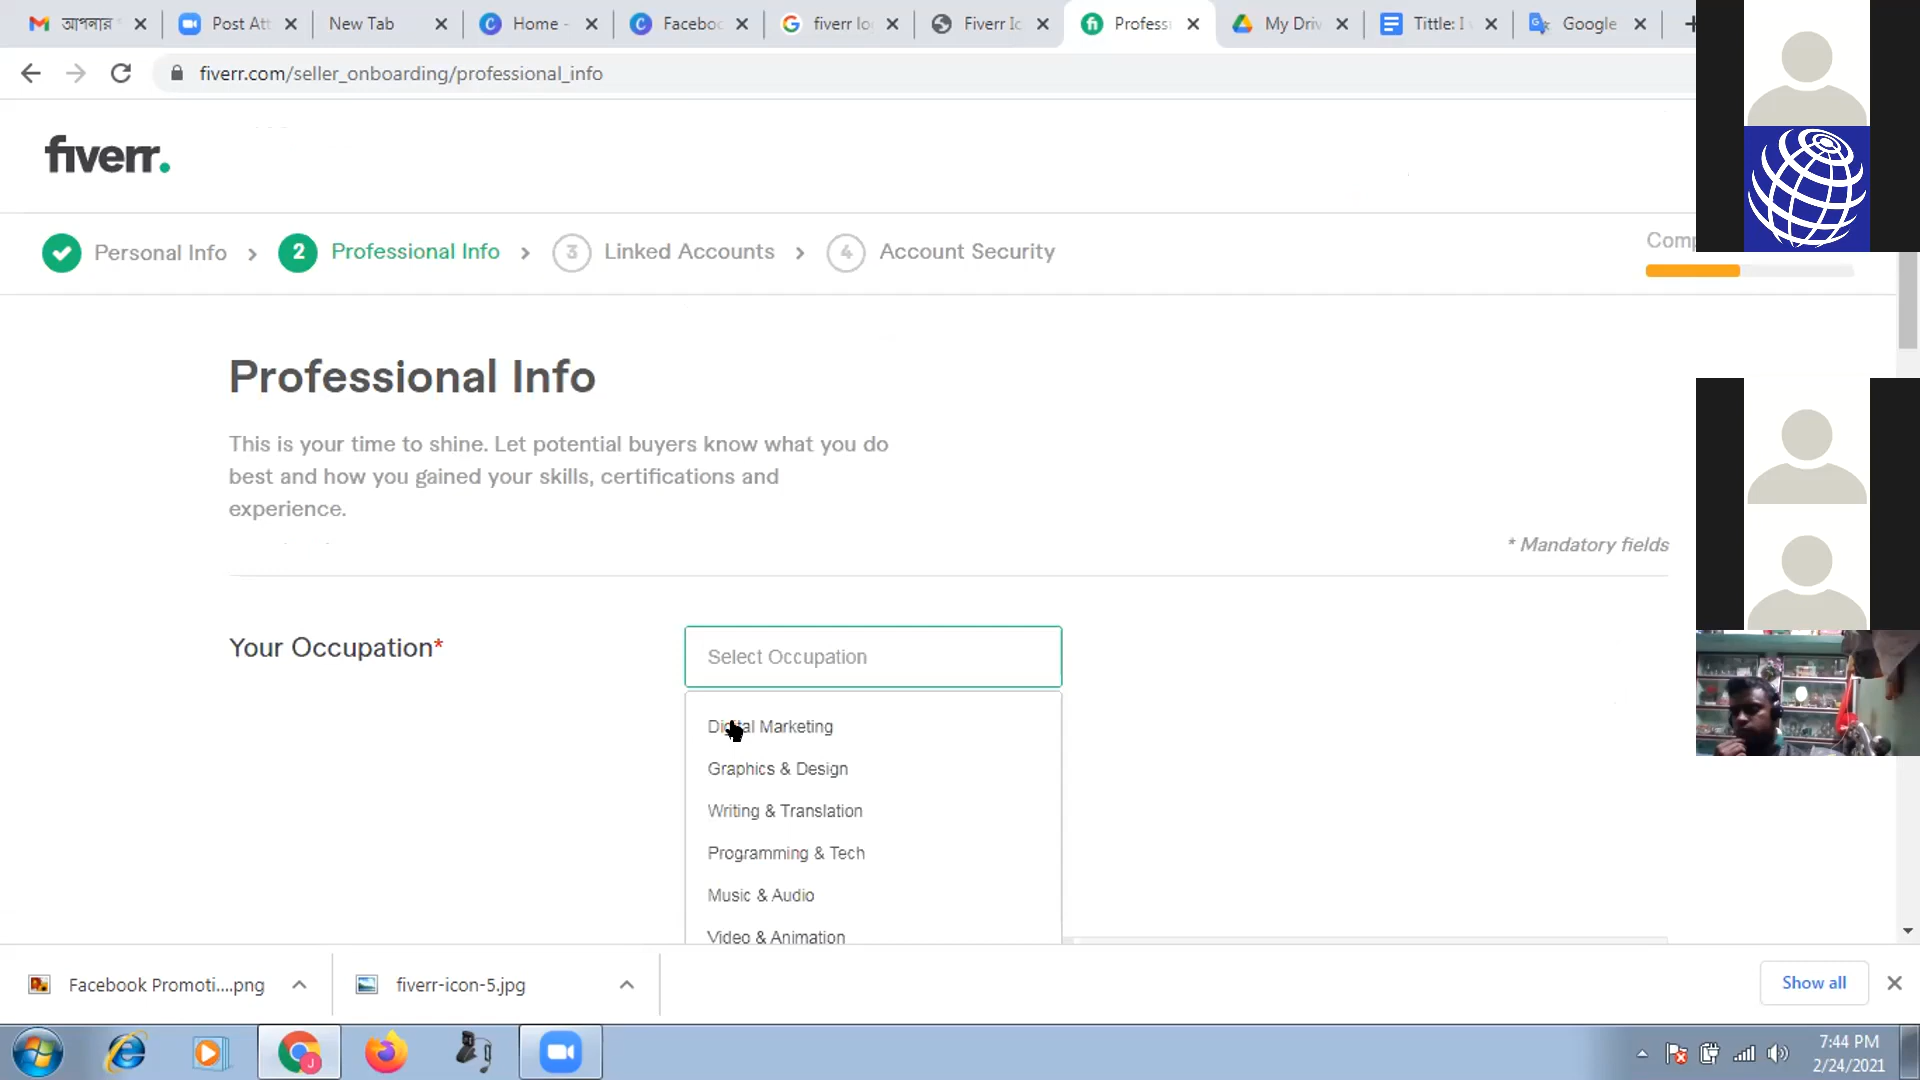 আপনার
Post Att
New Tab
Home -
Faceboo
fiverr lo
Fiverr Ic
Profess
My Driv
Tittle: I
Google
fiverr.com/seller_onboarding/professional_info
fiverr.
Personal Info
2 Professional Info
3 Linked Accounts
4 Account Security
Comp
Professional Info
This is your time to shine. Let potential buyers know what you do
best and how you gained your skills, certifications and
experience.
* Mandatory fields
Your Occupation*
Select Occupation
Digital Marketing
Graphics & Design
Writing & Translation
Programming & Tech
Music & Audio
Video & Animation
Facebook Promoti....png
fiverr-icon-5.jpg
Show all
7:44 PM
2/24/2021